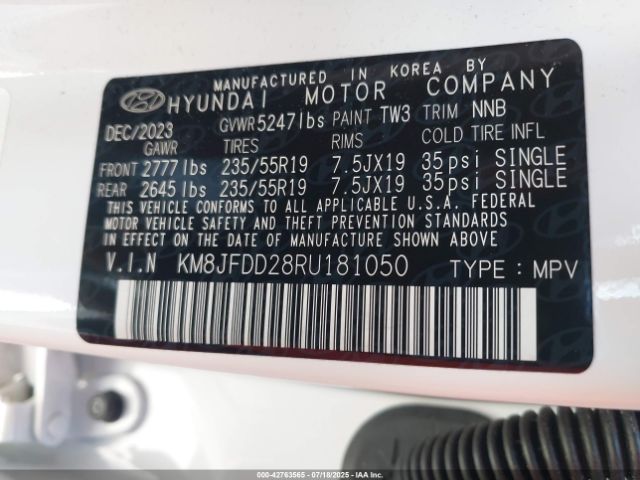 MANUFACTURED IN KOREA BY
HYUNDAI MOTOR COMPANY
DEC/2023 GVWR 5247lbs PAINT TW3 TRIM NNB
GAWR TIRES RIMS COLD TIRE INFL
FRONT 2777lbs 235/55R19 7.5JX19 35psi SINGLE
REAR 2645lbs 235/55R19 7.5JX19 35psi SINGLE
THIS VEHICLE CONFORMS TO ALL APPLICABLE U.S.A. FEDERAL
MOTOR VEHICLE SAFETY AND THEFT PREVENTION STANDARDS
IN EFFECT ON THE DATE OF MANUFACTURE SHOWN ABOVE.
V.I.N KM8JFDD28RU181050 TYPE : MPV
000-42763565 - 07/18/2025 - IAA Inc.